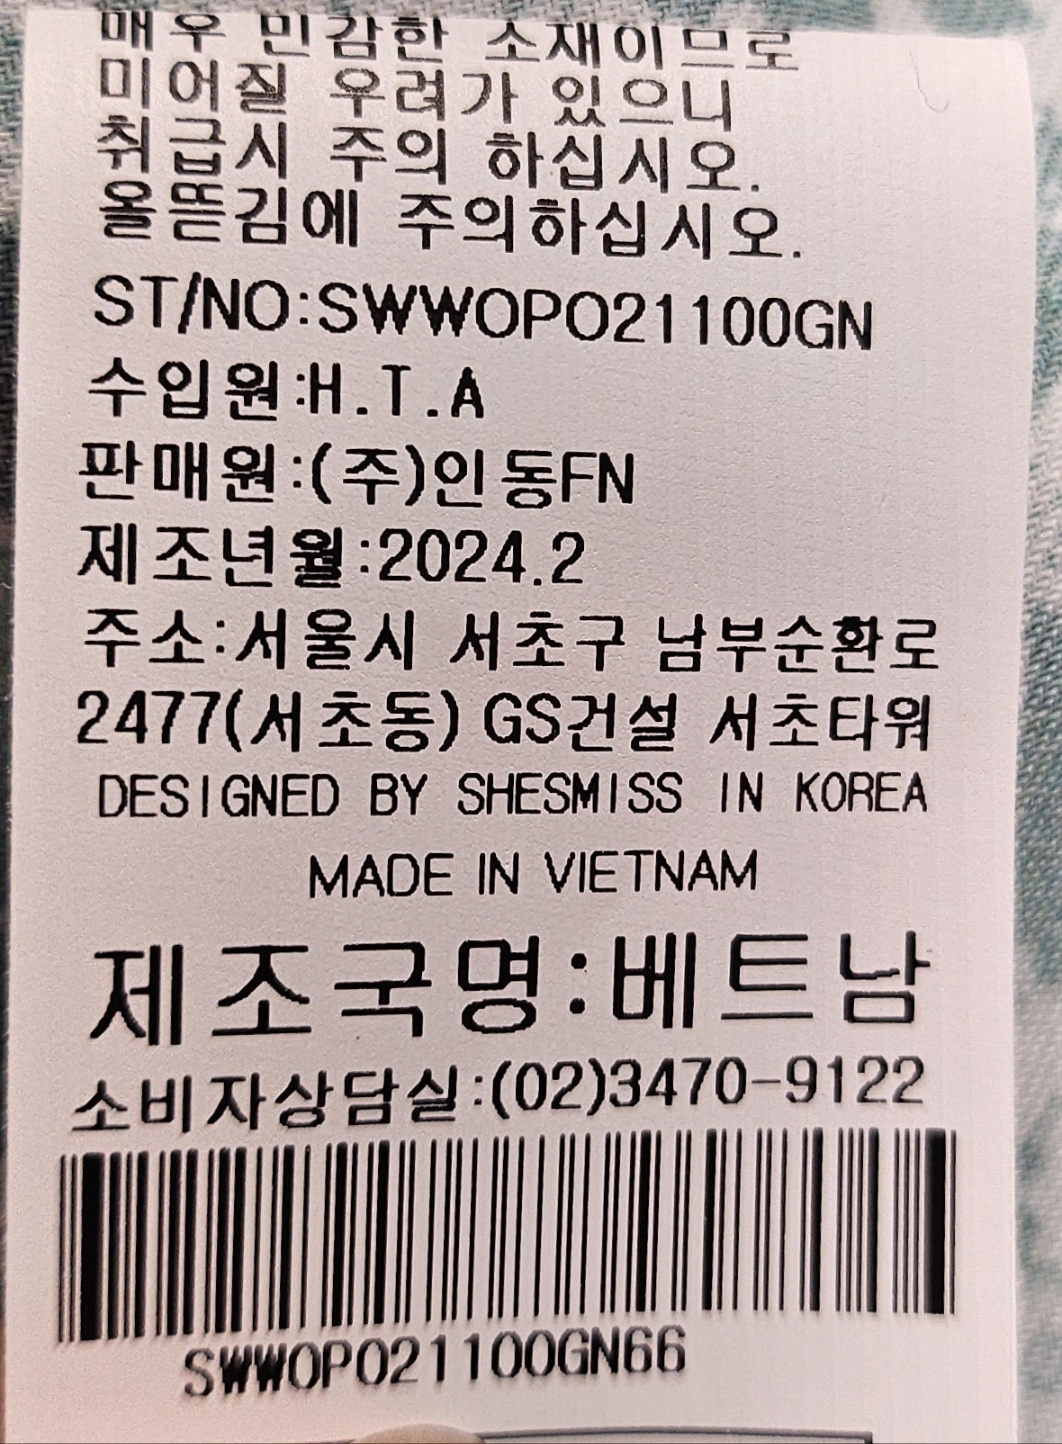 매우 민감한 소재이므로
미어질 우려가 있으니
취급시 주의 하십시오.
올뜯김에 주의하십시오.
ST/NO:SWWOPO21100GN
수입원:H.T.A
판매원:(주)인동FN
제조년월:2024.2
주소:서울시 서초구 남부순환로
2477(서초동) GS건설 서초타워
DESIGNED BY SHESMISS IN KOREA
MADE IN VIETNAM
제조국명:베트남
소비자상담실:(02)3470-9122
SWWOPO21100GN66